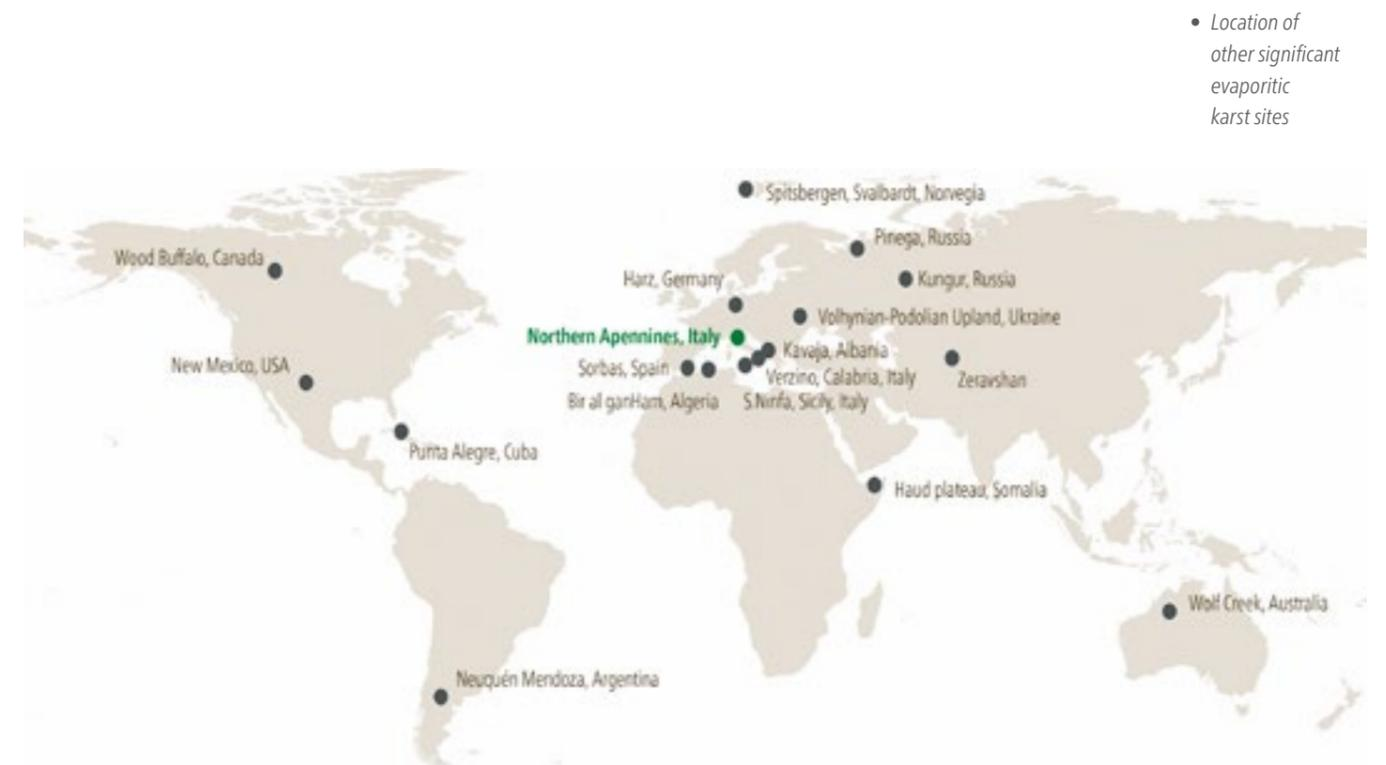 • Location of
other significant
evaporitic
karst sites
Spitsbergen, Svalbardt, Norvegia
Pinega, Russia
Wood Buffalo, Canada
Harz, Germany
Kungur, Russia
Volhynian-Podolian Upland, Ukraine
Northern Apennines, Italy
Kavaja, Albania
New Mexico, USA
Sorbas, Spain
Verzino, Calabria, Italy
Zeravshan
Bir al ganHam, Algeria
S.Ninfa, Sicily, Italy
Punta Alegre, Cuba
Haud plateau, Somalia
Wolf Creek, Australia
Neuquén Mendoza, Argentina